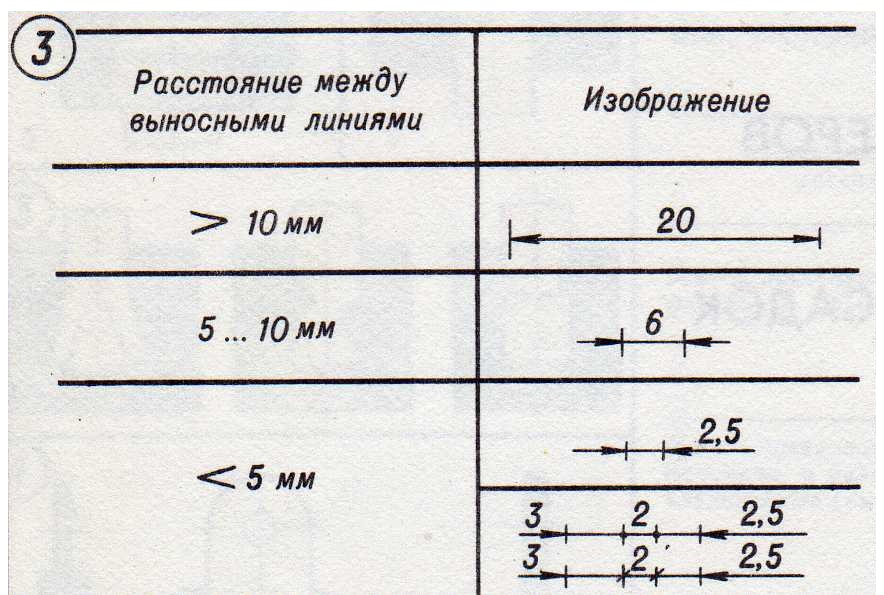 3
Расстояние между
выносными линиями
Изображение
> 10 мм
20
5 ... 10 мм
6
< 5 мм
2,5
3 2 2,5
3 2 2,5